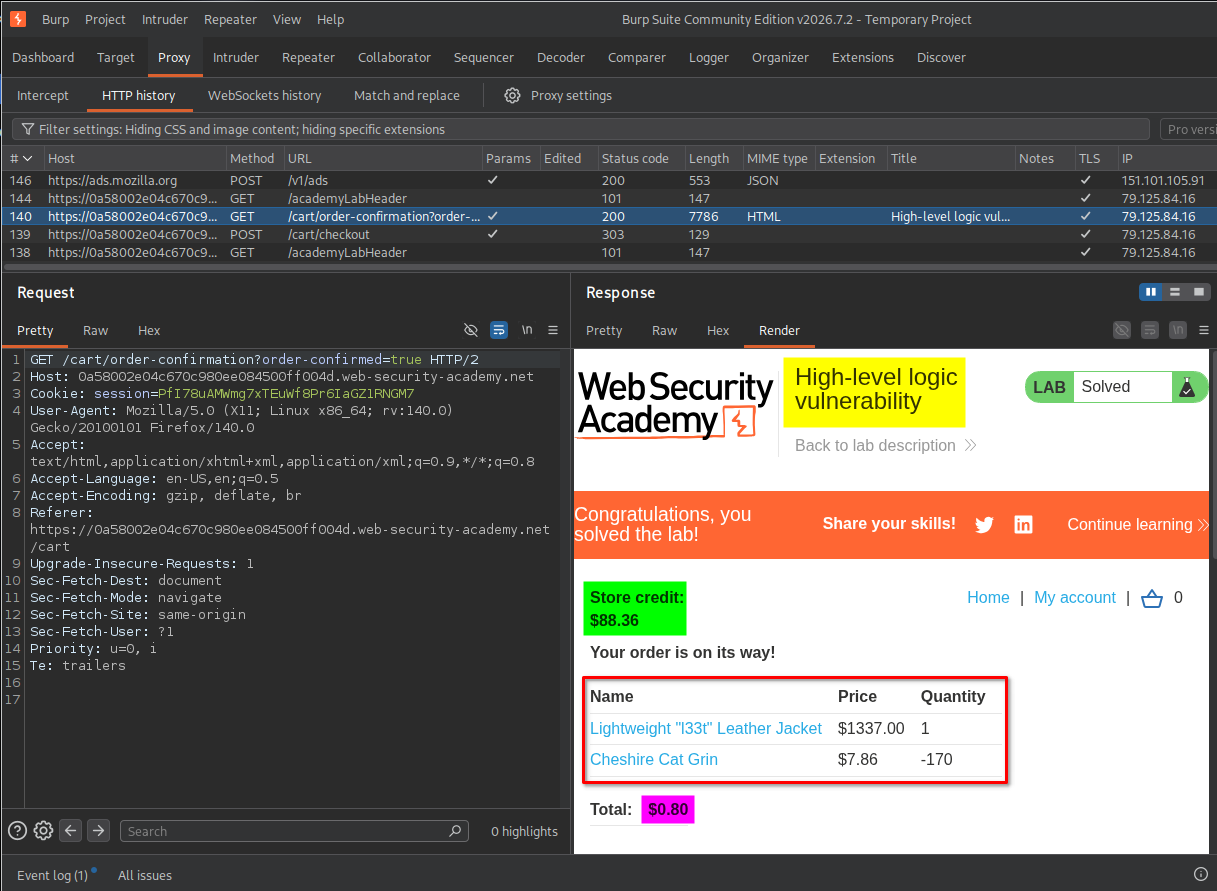 Burp Project Intruder Repeater View Help Burp Suite Community Edition v2026.7.2 - Temporary Project
Dashboard Target Proxy Intruder Repeater Collaborator Sequencer Decoder Comparer Logger Organizer Extensions Discover
Intercept HTTP history WebSockets history Match and replace Proxy settings
Filter settings: Hiding CSS and image content; hiding specific extensions Pro versi
# Host Method URL Params Edited Status code Length MIME type Extension Title Notes TLS IP
146 https://ads.mozilla.org POST /v1/ads ✓ 200 553 JSON ✓ 151.101.105.91
144 https://0a58002e04c670c9... GET /academyLabHeader 101 147 ✓ 79.125.84.16
140 https://0a58002e04c670c9... GET /cart/order-confirmation?order-... ✓ 200 7786 HTML High-level logic vul... ✓ 79.125.84.16
139 https://0a58002e04c670c9... POST /cart/checkout ✓ 303 129 ✓ 79.125.84.16
138 https://0a58002e04c670c9... GET /academyLabHeader 101 147 ✓ 79.125.84.16
Request
Pretty Raw Hex \n
1 GET /cart/order-confirmation?order-confirmed=true HTTP/2
2 Host: 0a58002e04c670c980ee084500ff004d.web-security-academy.net
3 Cookie: session=PfI78uAMWmg7xTEuWf8Pr6IaGZlRNGM7
4 User-Agent: Mozilla/5.0 (X11; Linux x86_64; rv:140.0)
Gecko/20100101 Firefox/140.0
5 Accept:
text/html,application/xhtml+xml,application/xml;q=0.9,*/*;q=0.8
6 Accept-Language: en-US,en;q=0.5
7 Accept-Encoding: gzip, deflate, br
8 Referer:
https://0a58002e04c670c980ee084500ff004d.web-security-academy.net
/cart
9 Upgrade-Insecure-Requests: 1
10 Sec-Fetch-Dest: document
11 Sec-Fetch-Mode: navigate
12 Sec-Fetch-Site: same-origin
13 Sec-Fetch-User: ?1
14 Priority: u=0, i
15 Te: trailers
16
17
Search 0 highlights
Response
Pretty Raw Hex Render \n
Web Security
Academy
High-level logic
vulnerability
Back to lab description
LAB Solved
Congratulations, you
solved the lab!
Share your skills! Continue learning
Store credit:
$88.36
Home | My account | 0
Your order is on its way!
Name Price Quantity
Lightweight "l33t" Leather Jacket $1337.00 1
Cheshire Cat Grin $7.86 -170
Total: $0.80
Event log (1) All issues